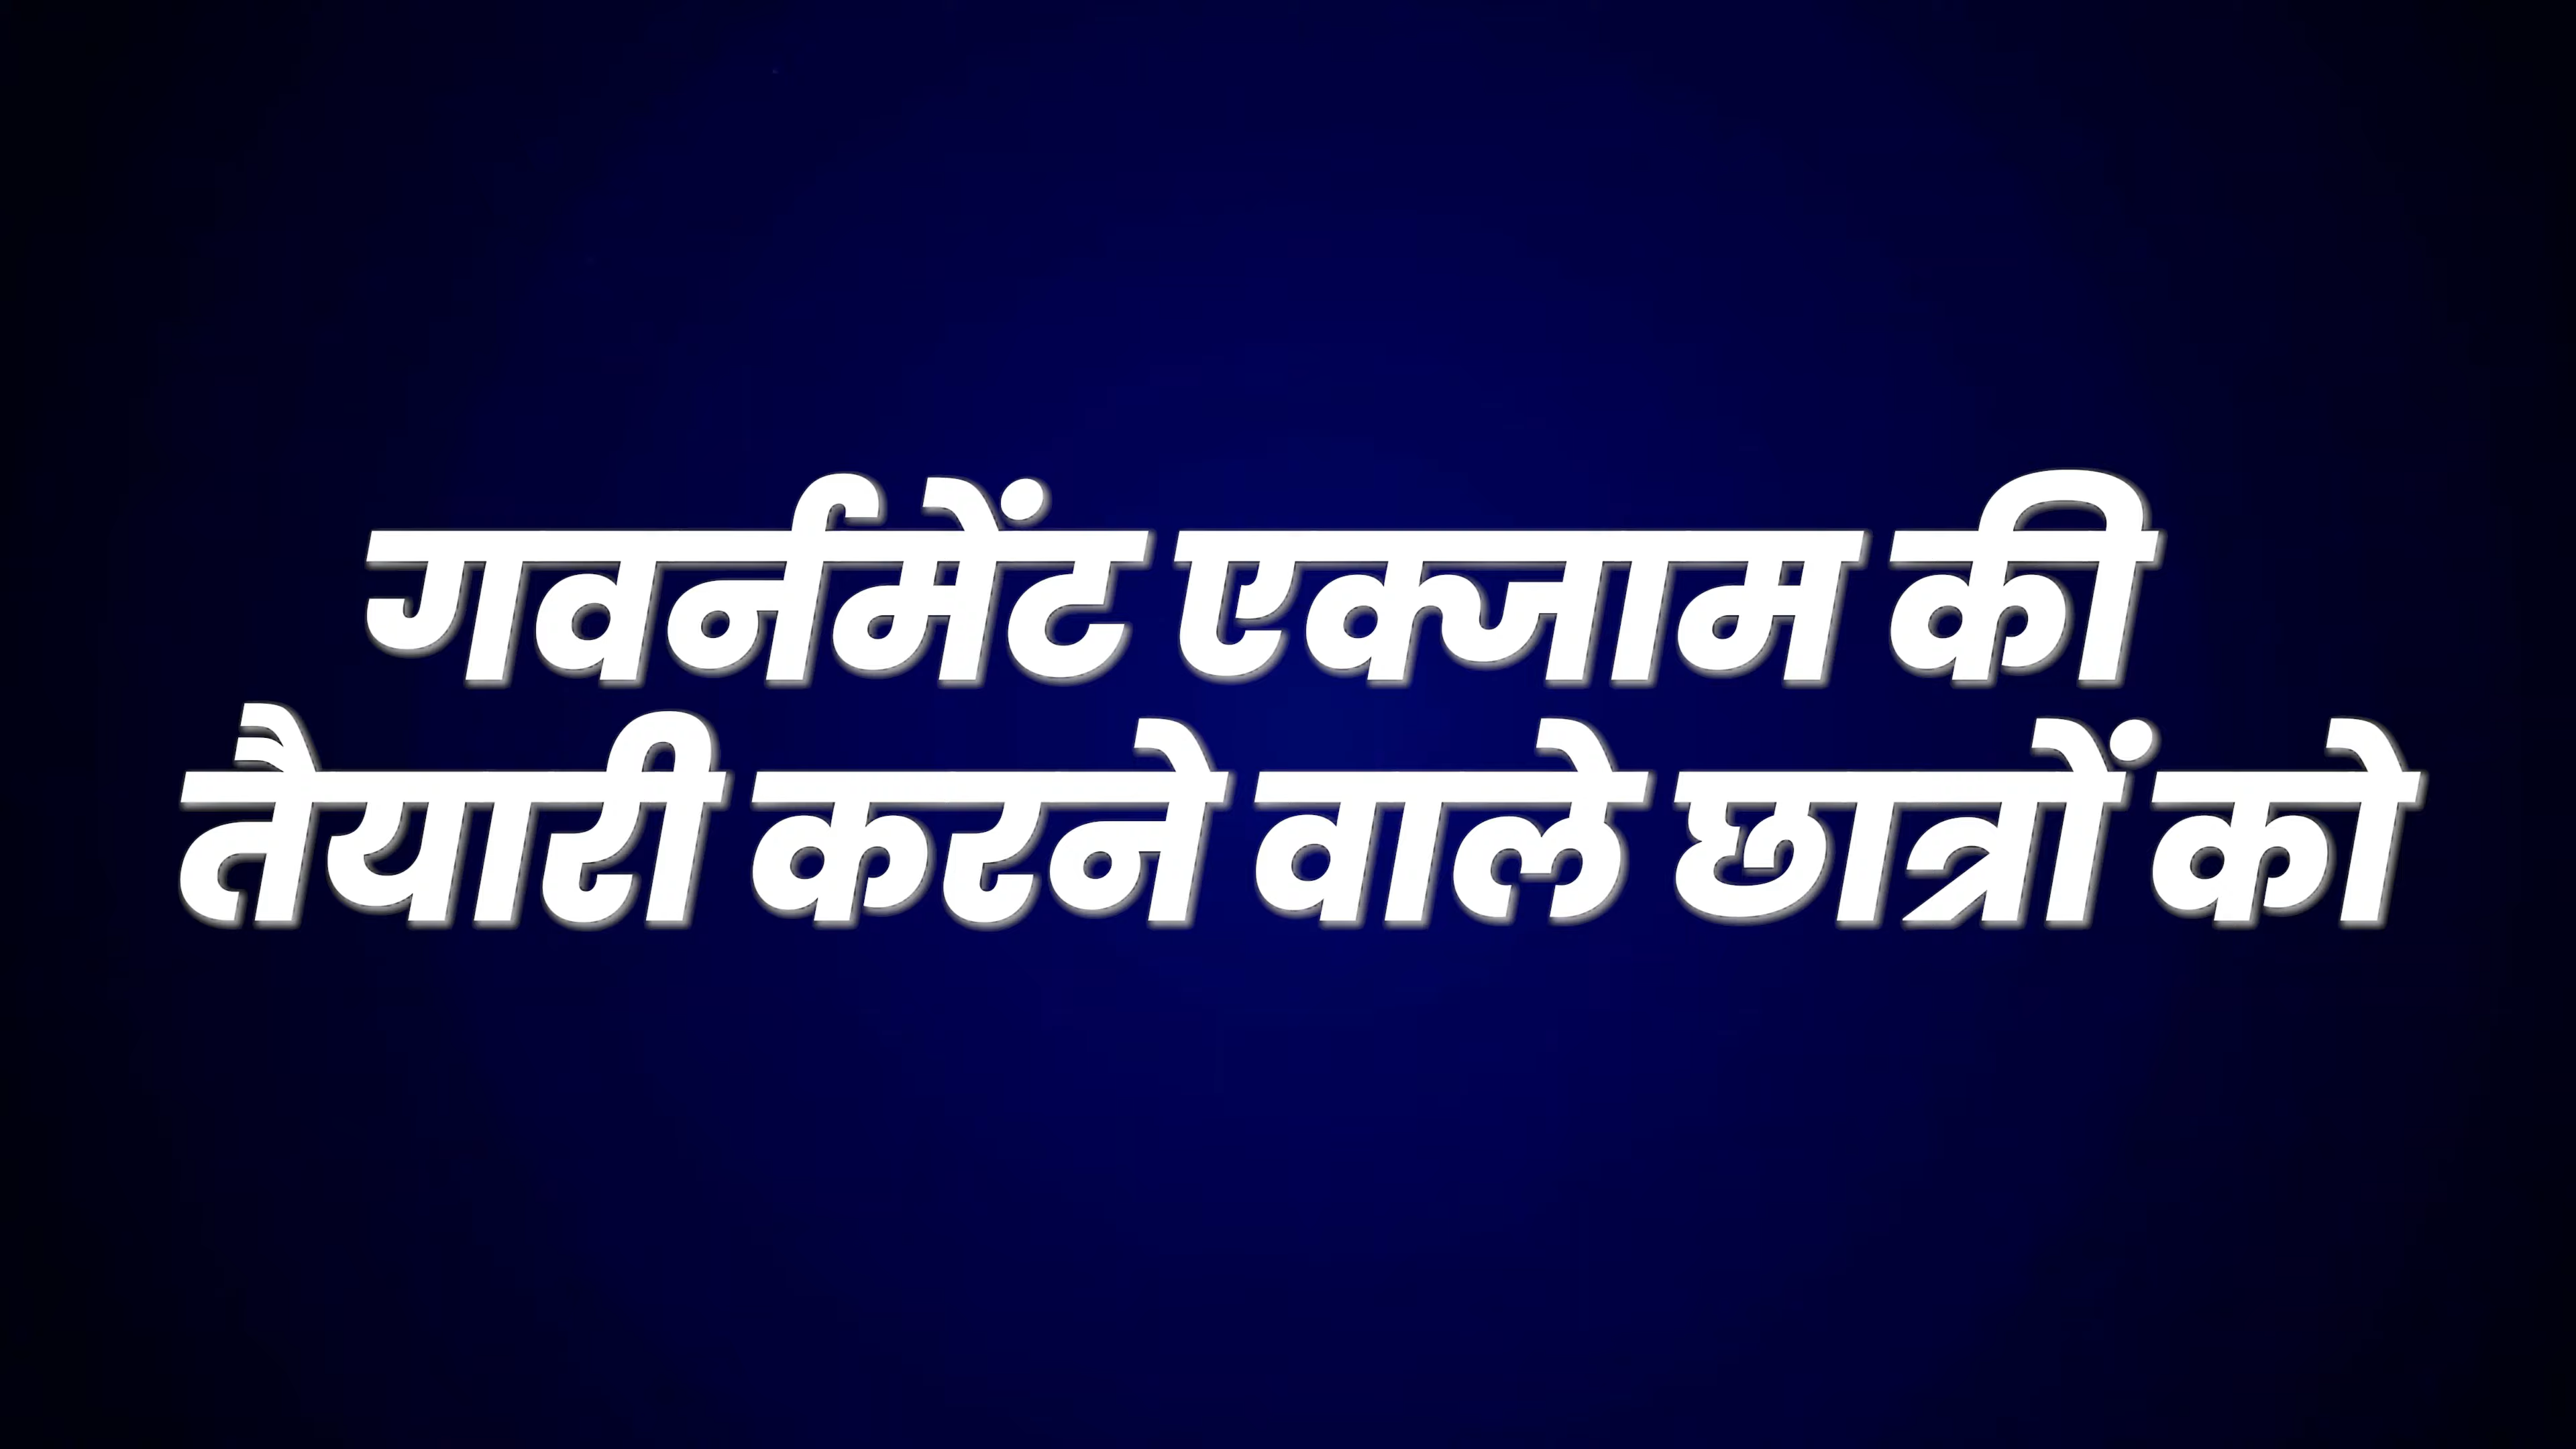 गवर्नमेंट एक्जाम की
तैयारी करने वाले छात्रों को